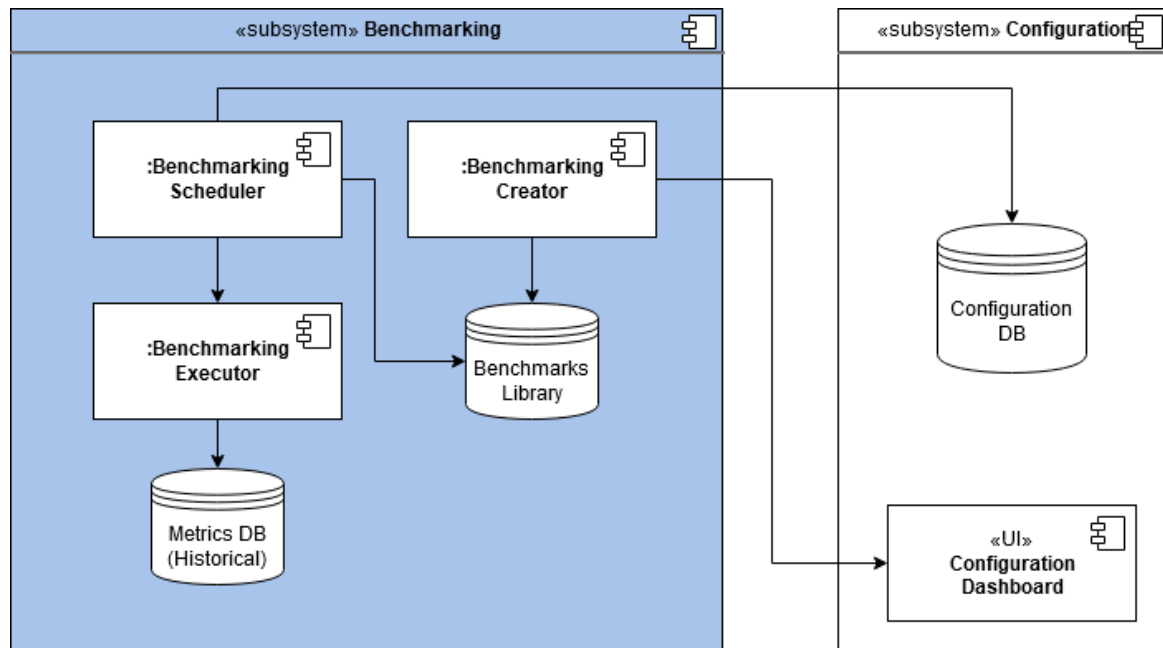 «subsystem» Benchmarking
«subsystem» Configuration
:Benchmarking
Scheduler
:Benchmarking
Creator
Configuration
DB
:Benchmarking
Executor
Benchmarks
Library
Metrics DB
(Historical)
«UI»
Configuration
Dashboard